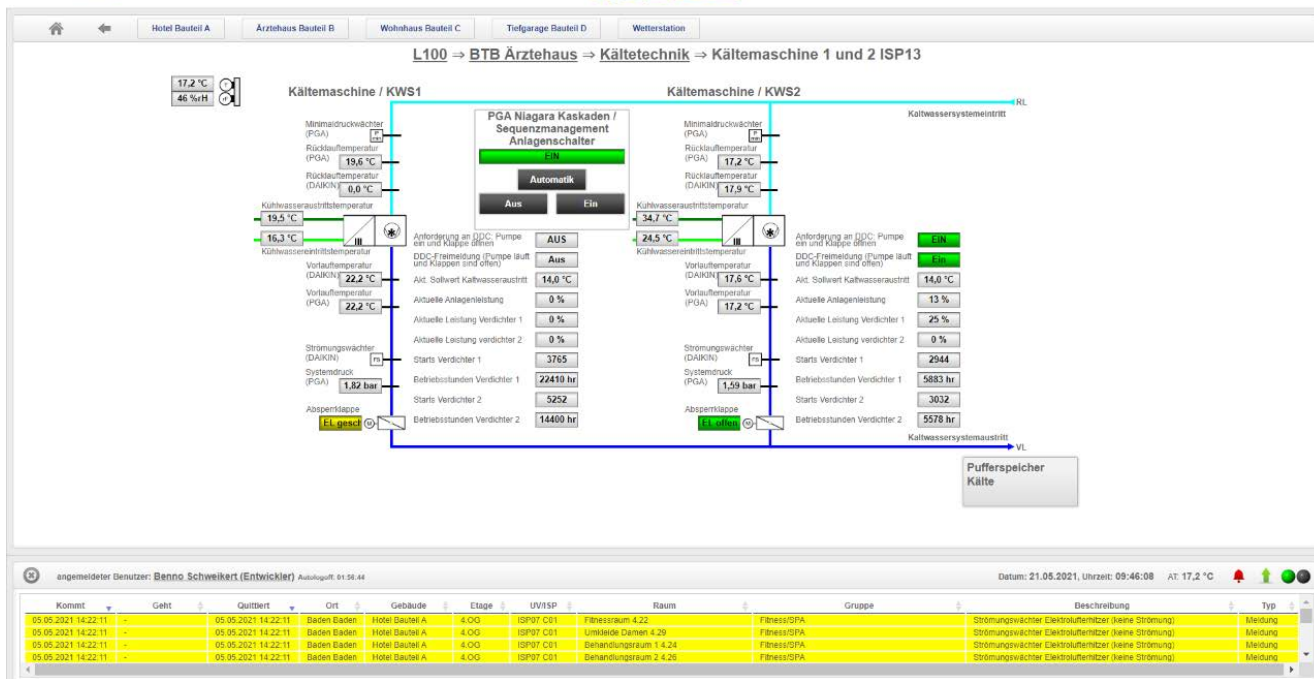 Hotel Bauteil A Ärztehaus Bauteil B Wohnhaus Bauteil C Tiefgarage Bauteil D Wetterstation
L100 ⇒ BTB Ärztehaus ⇒ Kältetechnik ⇒ Kältemaschine 1 und 2 ISP13
17,2 °C
46 %rH
Kältemaschine / KWS1
Minimaldruckwächter
(PGA)
Rücklauftemperatur
(PGA) 19,6 °C
Rücklauftemperatur
(DAIKIN) 0,0 °C
Kühlwasseraustrittstemperatur
19,5 °C
16,3 °C
Kühlwassereintrittstemperatur
Vorlauftemperatur
(DAIKIN) 22,2 °C
Vorlauftemperatur
(PGA) 22,2 °C
Strömungswächter
(DAIKIN) FS
Systemdruck
(PGA) 1,82 bar
Absperrklappe
EL gesch M
PGA Niagara Kaskaden /
Sequenzmanagement
Anlagenschalter
EIN
Automatik
Aus Ein
Anforderung an DDC: Pumpe
ein und Klappe öffnen AUS
DDC-Freimeldung (Pumpe läuft
und Klappen sind offen) Aus
Akt. Sollwert Kaltwasseraustritt 14,0 °C
Aktuelle Anlagenleistung 0 %
Aktuelle Leistung Verdichter 1 0 %
Aktuelle Leistung verdichter 2 0 %
Starts Verdichter 1 3765
Betriebsstunden Verdichter 1 22410 hr
Starts Verdichter 2 5252
Betriebsstunden Verdichter 2 14400 hr
Kältemaschine / KWS2
RL
Kaltwassersystemeintritt
Minimaldruckwächter
(PGA)
Rücklauftemperatur
(PGA) 17,2 °C
Rücklauftemperatur
(DAIKIN) 17,9 °C
Kühlwasseraustrittstemperatur
34,7 °C
24,5 °C
Kühlwassereintrittstemperatur
Vorlauftemperatur
(DAIKIN) 17,6 °C
Vorlauftemperatur
(PGA) 17,2 °C
Strömungswächter
(DAIKIN) FS
Systemdruck
(PGA) 1,59 bar
Absperrklappe
EL offen M
Anforderung an DDC: Pumpe
ein und Klappe öffnen EIN
DDC-Freimeldung (Pumpe läuft
und Klappen sind offen) Ein
Akt. Sollwert Kaltwasseraustritt 14,0 °C
Aktuelle Anlagenleistung 13 %
Aktuelle Leistung Verdichter 1 25 %
Aktuelle Leistung verdichter 2 0 %
Starts Verdichter 1 2944
Betriebsstunden Verdichter 1 5883 hr
Starts Verdichter 2 3032
Betriebsstunden Verdichter 2 5578 hr
Kaltwassersystemaustritt
VL
Pufferspeicher
Kälte
angemeldeter Benutzer: Benno Schweikert (Entwickler) Autologoff: 01:56:44 Datum: 21.05.2021, Uhrzeit: 09:46:08 AT: 17,2 °C
Kommt Geht Quittiert Ort Gebäude Etage UV/ISP Raum Gruppe Beschreibung Typ
05.05.2021 14:22:11 - 05.05.2021 14:22:11 Baden Baden Hotel Bauteil A 4.OG ISP07 C01 Fitnessraum 4.22 Fitness/SPA Strömungswächter Elektrolufterhitzer (keine Strömung) Meldung
05.05.2021 14:22:11 - 05.05.2021 14:22:11 Baden Baden Hotel Bauteil A 4.OG ISP07 C01 Umkleide Damen 4.29 Fitness/SPA Strömungswächter Elektrolufterhitzer (keine Strömung) Meldung
05.05.2021 14:22:11 - 05.05.2021 14:22:11 Baden Baden Hotel Bauteil A 4.OG ISP07 C01 Behandlungsraum 1 4.24 Fitness/SPA Strömungswächter Elektrolufterhitzer (keine Strömung) Meldung
05.05.2021 14:22:11 - 05.05.2021 14:22:11 Baden Baden Hotel Bauteil A 4.OG ISP07 C01 Behandlungsraum 2 4.26 Fitness/SPA Strömungswächter Elektrolufterhitzer (keine Strömung) Meldung